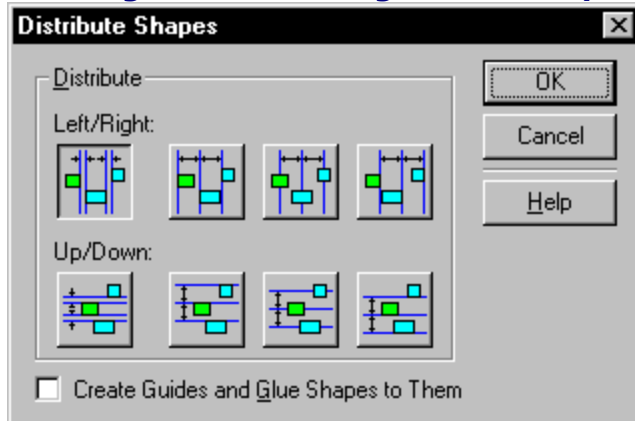 Distribute Shapes
Distribute
OK
Left/Right:
Cancel
Help
Up/Down:
Create Guides and Glue Shapes to Them